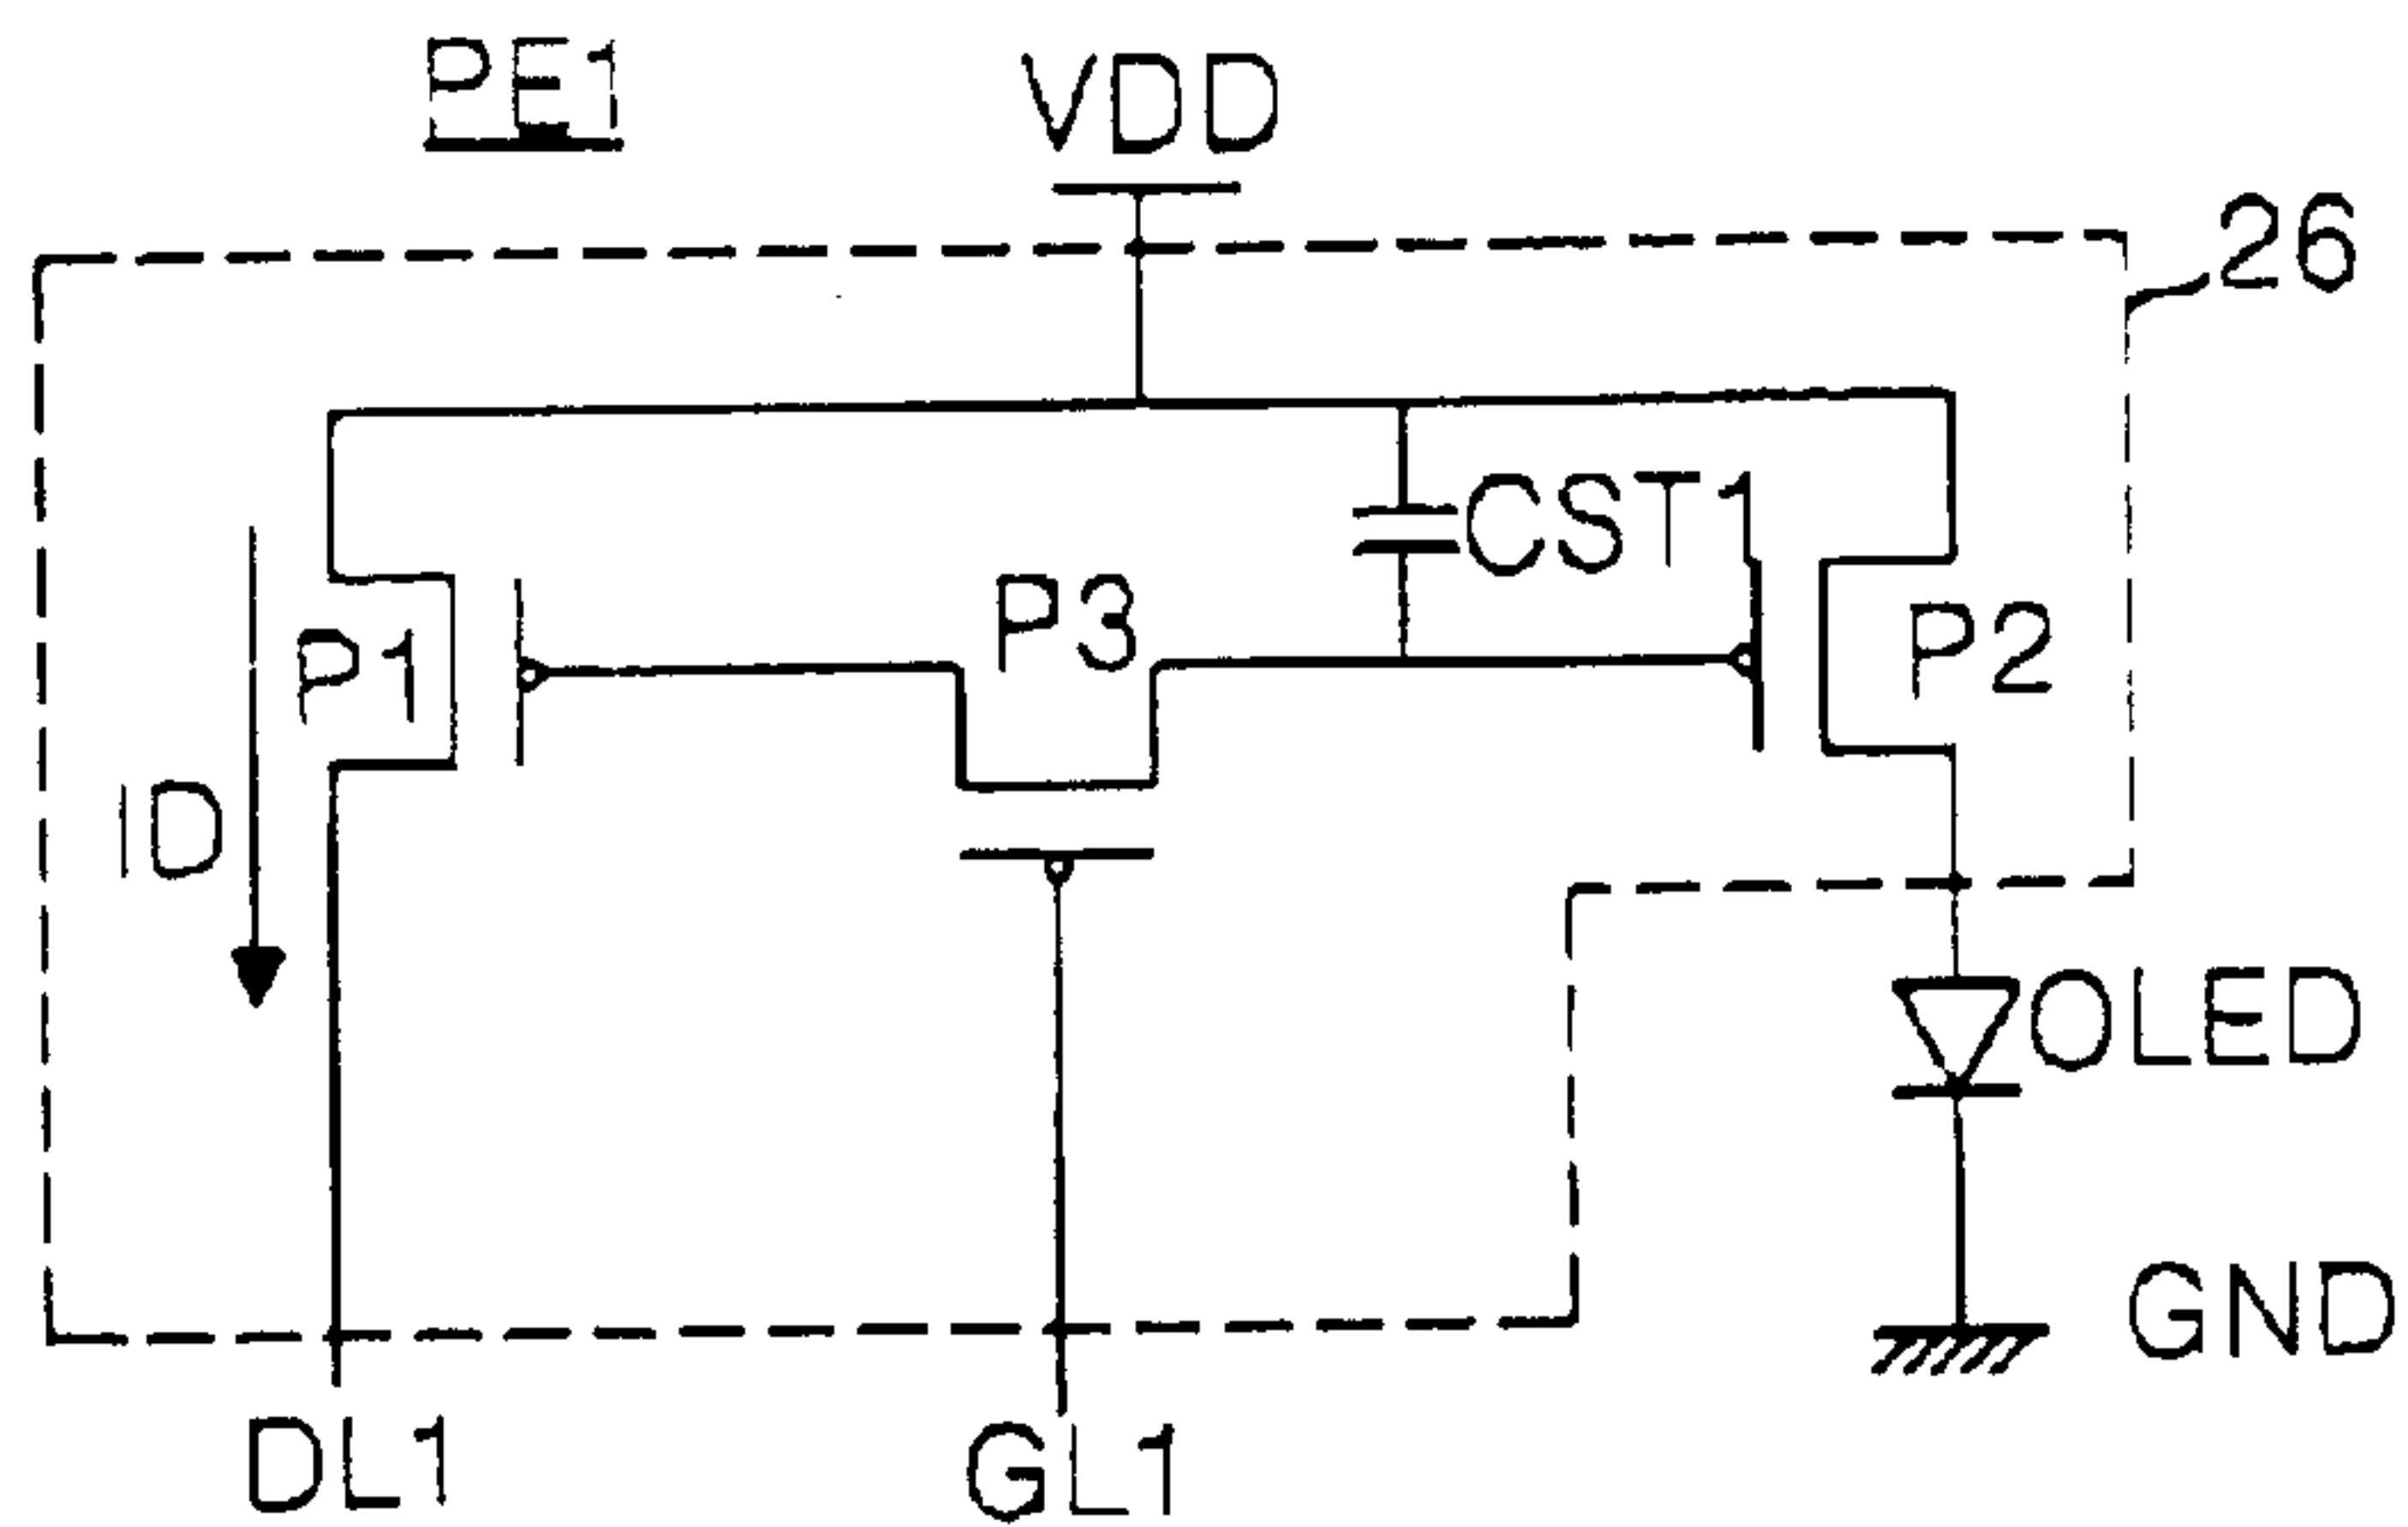 PE1
VDD
26
CST1
P3
P1
P2
ID
OLED
GND
DL1
GL1